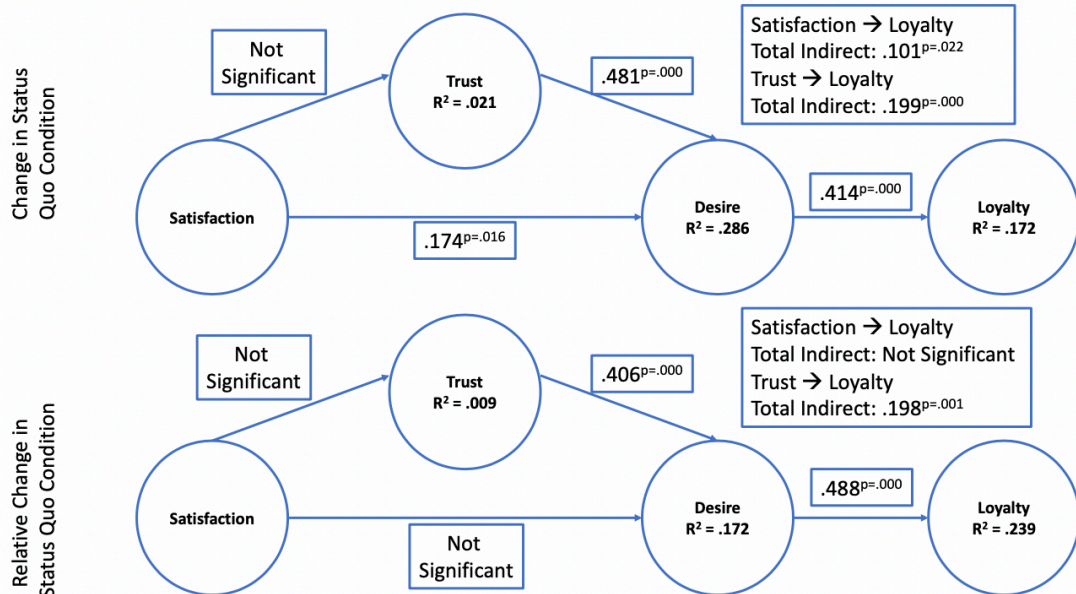 Change in Status
Quo Condition
Not
Significant
Trust
R² = .021
.481p=.000
Satisfaction → Loyalty
Total Indirect: .101p=.022
Trust → Loyalty
Total Indirect: .199p=.000
Satisfaction
.174p=.016
Desire
R² = .286
.414p=.000
Loyalty
R² = .172
Relative Change in
Status Quo Condition
Not
Significant
Trust
R² = .009
.406p=.000
Satisfaction → Loyalty
Total Indirect: Not Significant
Trust → Loyalty
Total Indirect: .198p=.001
Satisfaction
Not
Significant
Desire
R² = .172
.488p=.000
Loyalty
R² = .239